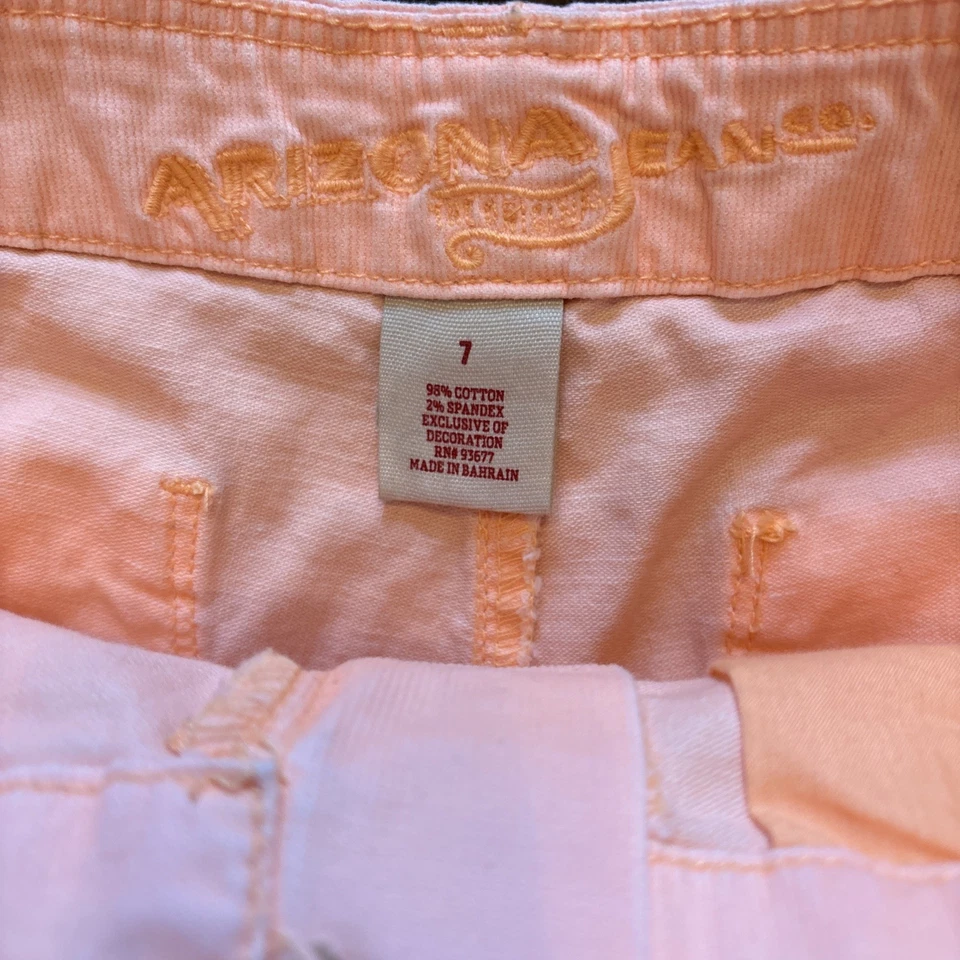 ARIZONA JEAN Co.
7
98% COTTON
2% SPANDEX
EXCLUSIVE OF
DECORATION
RN# 93677
MADE IN BAHRAIN